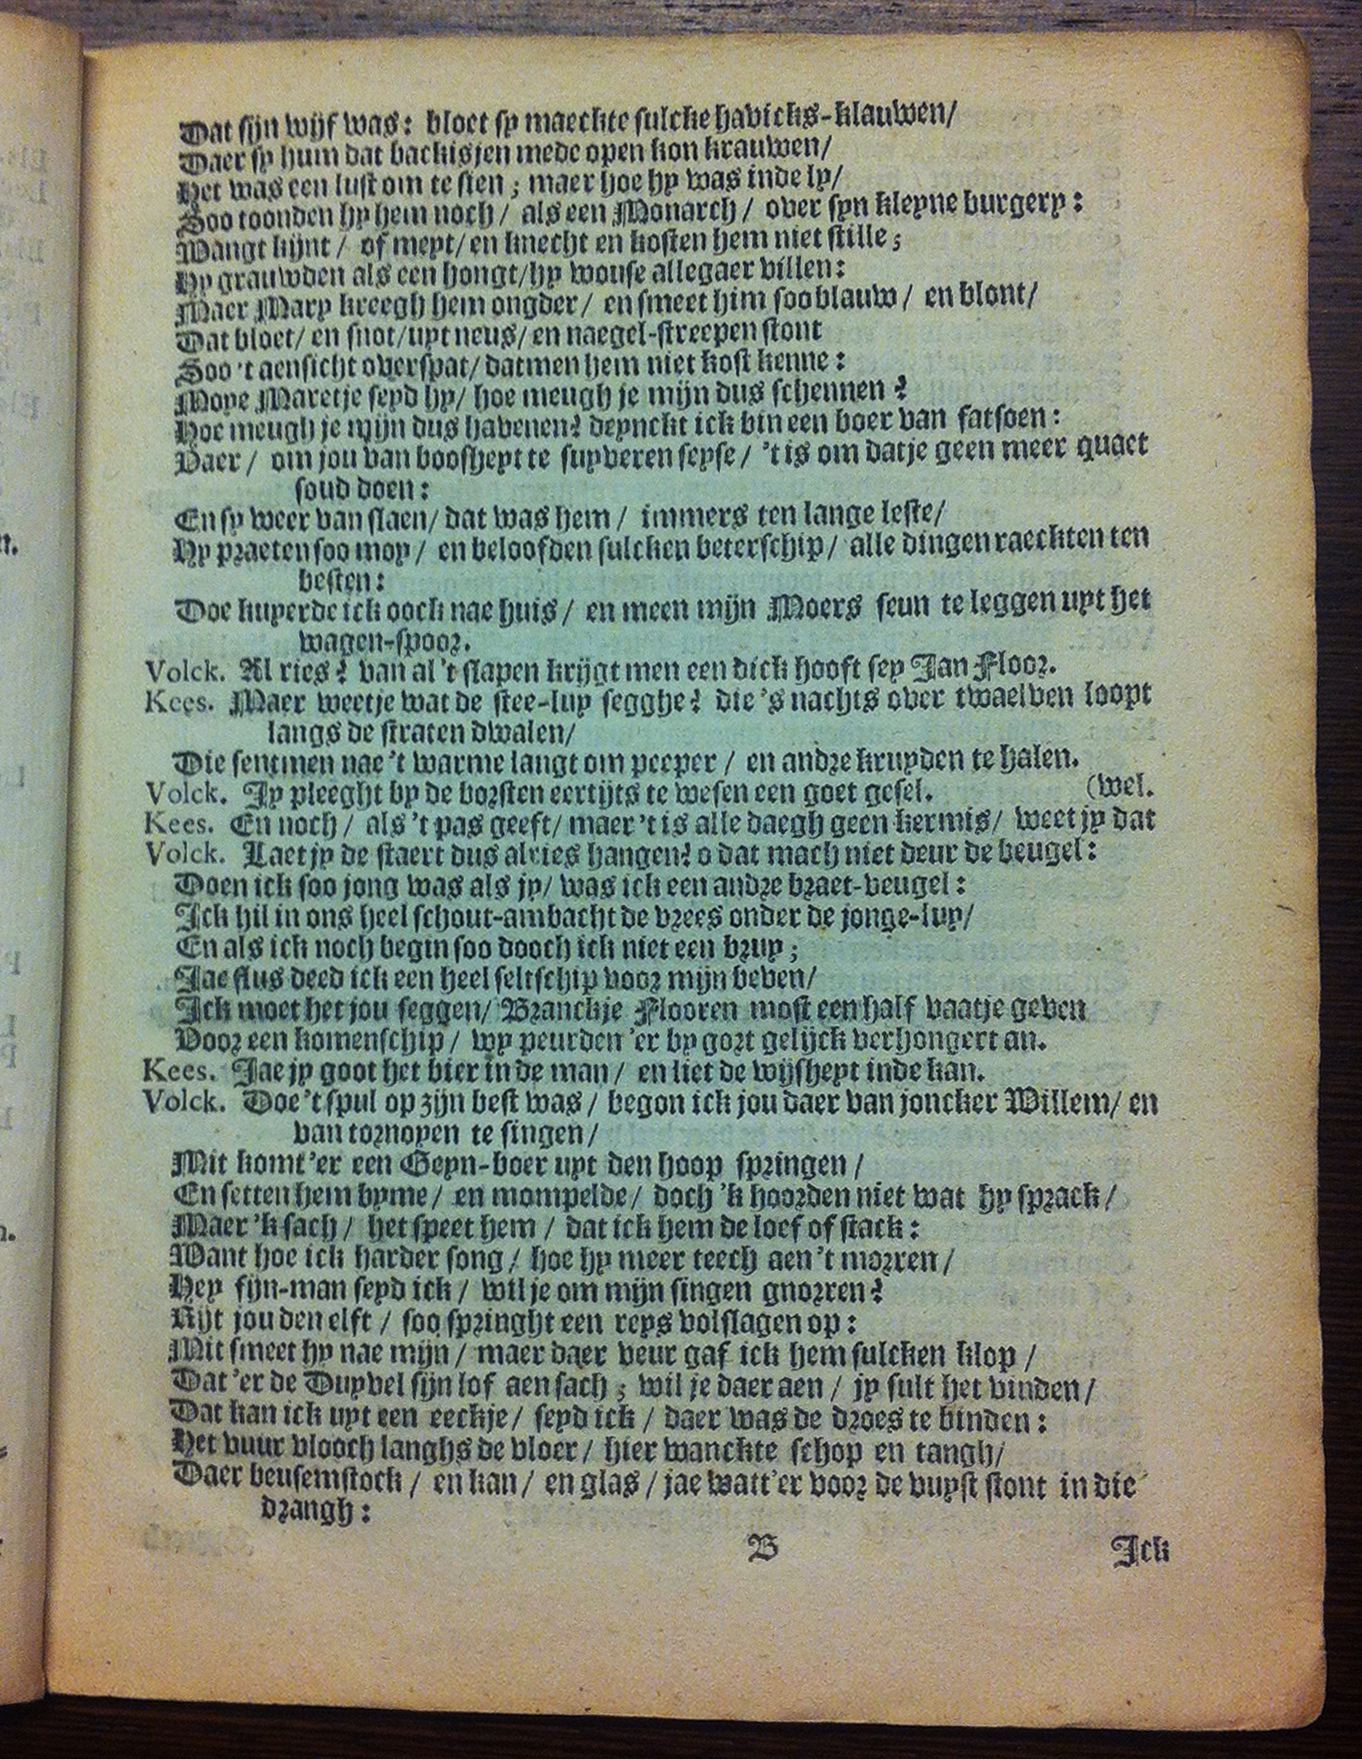 Dat sijn wijf was: bloet sy maeckte sulcke havicks-klauwen/
Daer sy hum dat backisjen mede open kon krauwen/
Het was een lust om te sien; maer hoe hy was inde ly/
Soo toonden hy hem noch/ als een Monarch/ over syn kleyne burgery:
Wangt kijnt/ of meyt/ en knecht en kosten hem niet stille;
Hy grauwden als een hongt/hy wouse allegaer villen:
Maer Mary kreegh hem ongder/ en smeet him soo blauw/ en blont/
Dat bloet/ en snot/uyt neus/ en naegel-streepen stont
Soo 't aensicht overspat/ datmen hem niet kost kenne:
Moye Maretje seyd hy/ hoe meugh je mijn dus schennen?
Hoe meugh je mijn dus havenen? deynckt ick bin een boer van fatsoen:
Daer/ om jou van boosheyt te suyveren seyse/ 't is om datje geen meer quaet
soud doen:
En sy weer van slaen/ dat was hem/ immers ten lange leste/
Hy praeten soo moy/ en beloofden sulcken beterschip/ alle dingen raeckten ten
besten:
Doe kuyerde ick oock nae huis/ en meen mijn Moers seun te leggen uyt het
wagen-spoor.
Volck. Al ries? van al 't slapen krijgt men een dick hooft sey Jan Floor.
Kees. Maer weetje wat de stee-luy segghe? die 's nachts over twaelven loopt
langs de straten dwalen/
Die sentmen nae 't warme langt om peeper/ en andre kruyden te halen.
Volck. Jy pleeght by de borsten eertijts te wesen een goet gesel. (wel.
Kees. En noch/ als 't pas geeft/ maer 't is alle daegh geen kermis/ weet jy dat
Volck. Laet jy de staert dus alries hangen? o dat mach niet deur de beugel:
Doen ick soo jong was als jy/ was ick een andre braet-veugel:
Ick hil in ons heel schout-ambacht de vrees onder de jonge-luy/
En als ick noch begin soo dooch ick niet een bruy;
Jae flus deed ick een heel seltschip voor mijn beven/
Ick moet het jou seggen/ Branckje Flooren most een half vaatje geven
Voor een komenschip/ wy peurden 'er by gort gelijck verhongert an.
Kees. Jae jy goot het bier in de man/ en liet de wijsheyt inde kan.
Volck. Doe 't spul op zijn best was/ begon ick jou daer van joncker Willem/ en
van tornoyen te singen/
Mit komt 'er een Geyn-boer uyt den hoop springen/
En setten hem byme/ en mompelde/ doch 'k hoorden niet wat hy sprack/
Maer 'k sach/ het speet hem/ dat ick hem de loef of stack:
Want hoe ick harder song/ hoe hy meer teech aen 't morren/
Hey fijn-man seyd ick/ wil je om mijn singen gnorren?
Rijt jou den elft/ soo springht een reys volslagen op:
Mit smeet hy nae mijn/ maer daer veur gaf ick hem sulcken klop/
Dat 'er de Duyvel sijn lof aen sach; wil je daer aen/ jy sult het vinden/
Dat kan ick uyt een eeckje/ seyd ick/ daer was de droes te binden:
Het vuur vlooch langhs de vloer/ hier wanckte schop en tangh/
Daer beusemstock/ en kan/ en glas/ jae watt'er voor de vuyst stont in die
drangh:
B Ick